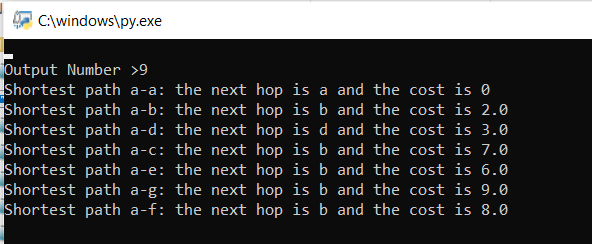 C:\windows\py.exe
Output Number >9
Shortest path a-a: the next hop is a and the cost is 0
Shortest path a-b: the next hop is b and the cost is 2.0
Shortest path a-d: the next hop is d and the cost is 3.0
Shortest path a-c: the next hop is b and the cost is 7.0
Shortest path a-e: the next hop is b and the cost is 6.0
Shortest path a-g: the next hop is b and the cost is 9.0
Shortest path a-f: the next hop is b and the cost is 8.0